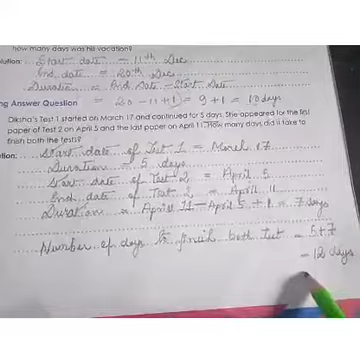 how many days was his vacation?
lution: Start date = 11th Dec
End date = 20th Dec
Duration = End Date - Start Date
= 20 - 11 + 1 = 9 + 1 = 10 days
ng Answer Question
Diksha's Test 1 started on March 17 and continued for 5 days. She appeared for the first
paper of Test 2 on April 5 and the last paper on April 11. How many days did it take to
finish both the tests?
tion: Start date of Test 1 = March 17
Duration = 5 days
Start date of Test 2 = April 5
End date of Test 2 = April 11
Duration = April 11 - April 5 + 1 = 7 days
Number of days to finish both Test = 5+7
= 12 days